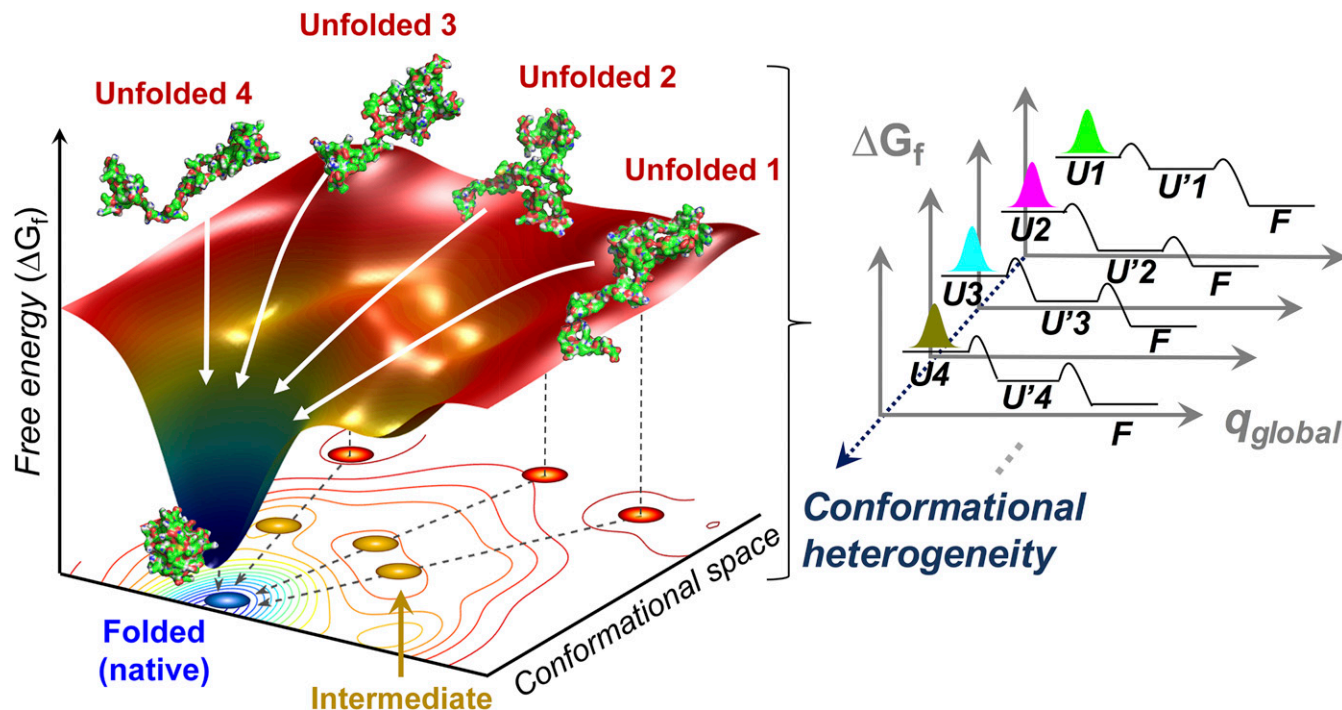 Unfolded 3
Unfolded 4
Unfolded 2
Unfolded 1
Free energy (ΔGf)
Conformational space
Folded
(native)
Intermediate
ΔGf
U1
U'1
F
U2
U'2
F
U3
U'3
F
U4
U'4
F
qglobal
Conformational
heterogeneity